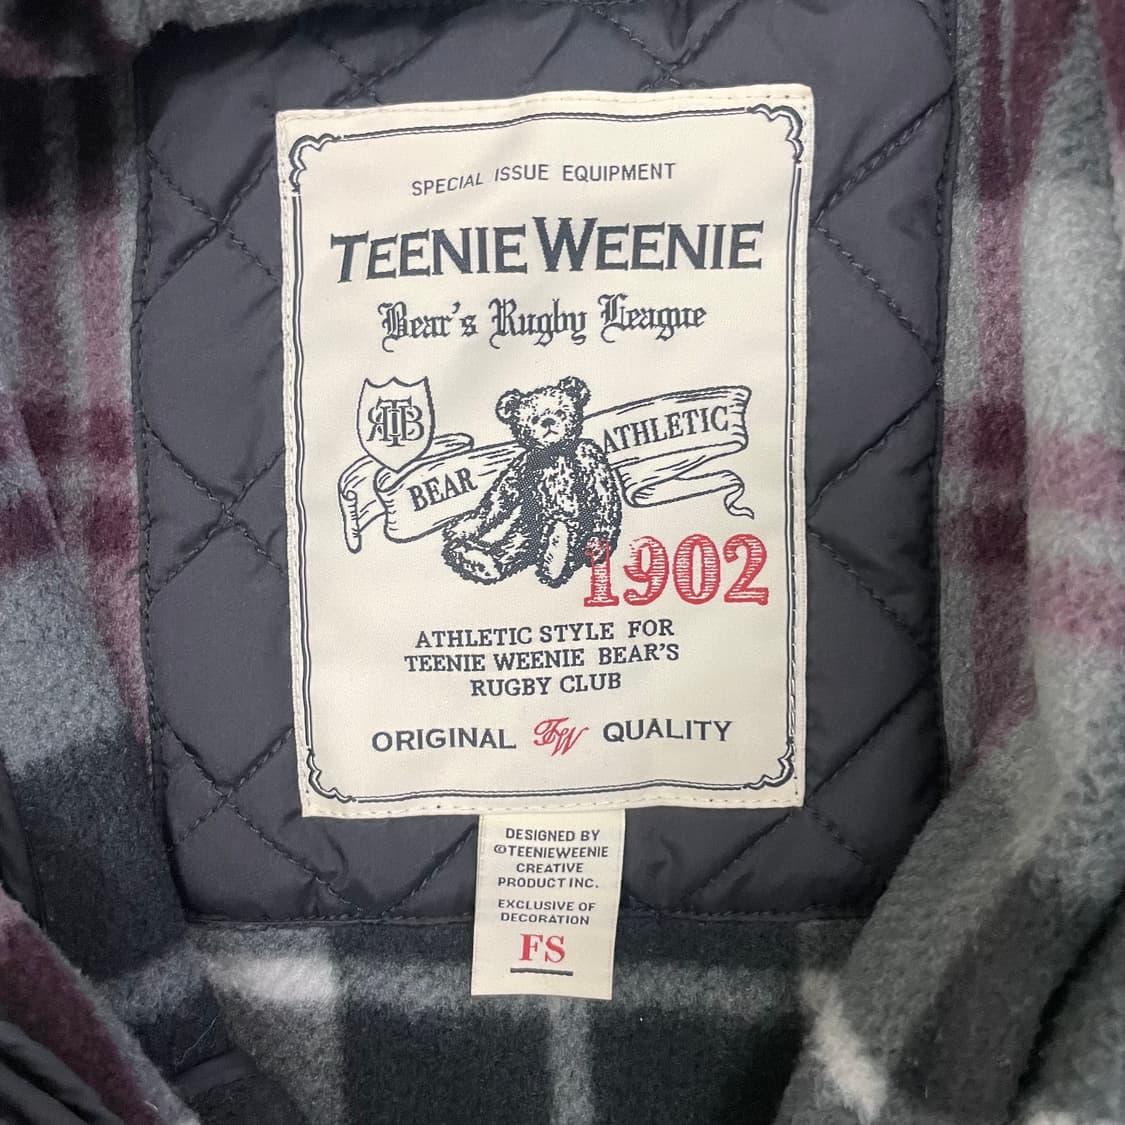 SPECIAL ISSUE EQUIPMENT
TEENIE WEENIE
Bear's Rugby League
BEAR
ATHLETIC
1902
ATHLETIC STYLE FOR
TEENIE WEENIE BEAR'S
RUGBY CLUB
ORIGINAL TW QUALITY
DESIGNED BY
©TEENIEWEENIE
CREATIVE
PRODUCT INC.
EXCLUSIVE OF
DECORATION
FS